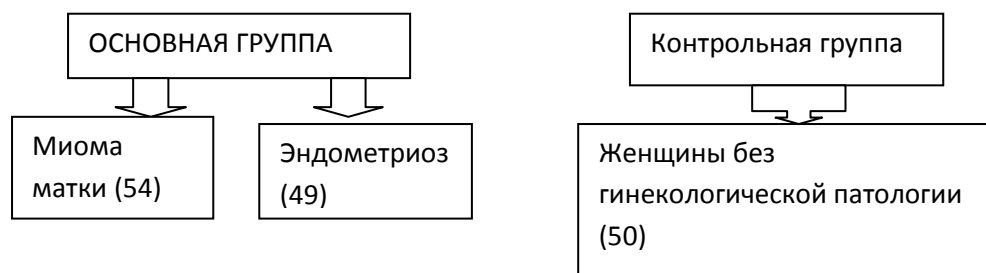 ОСНОВНАЯ ГРУППА
Контрольная группа
Миома
матки (54)
Эндометриоз
(49)
Женщины без
гинекологической патологии
(50)